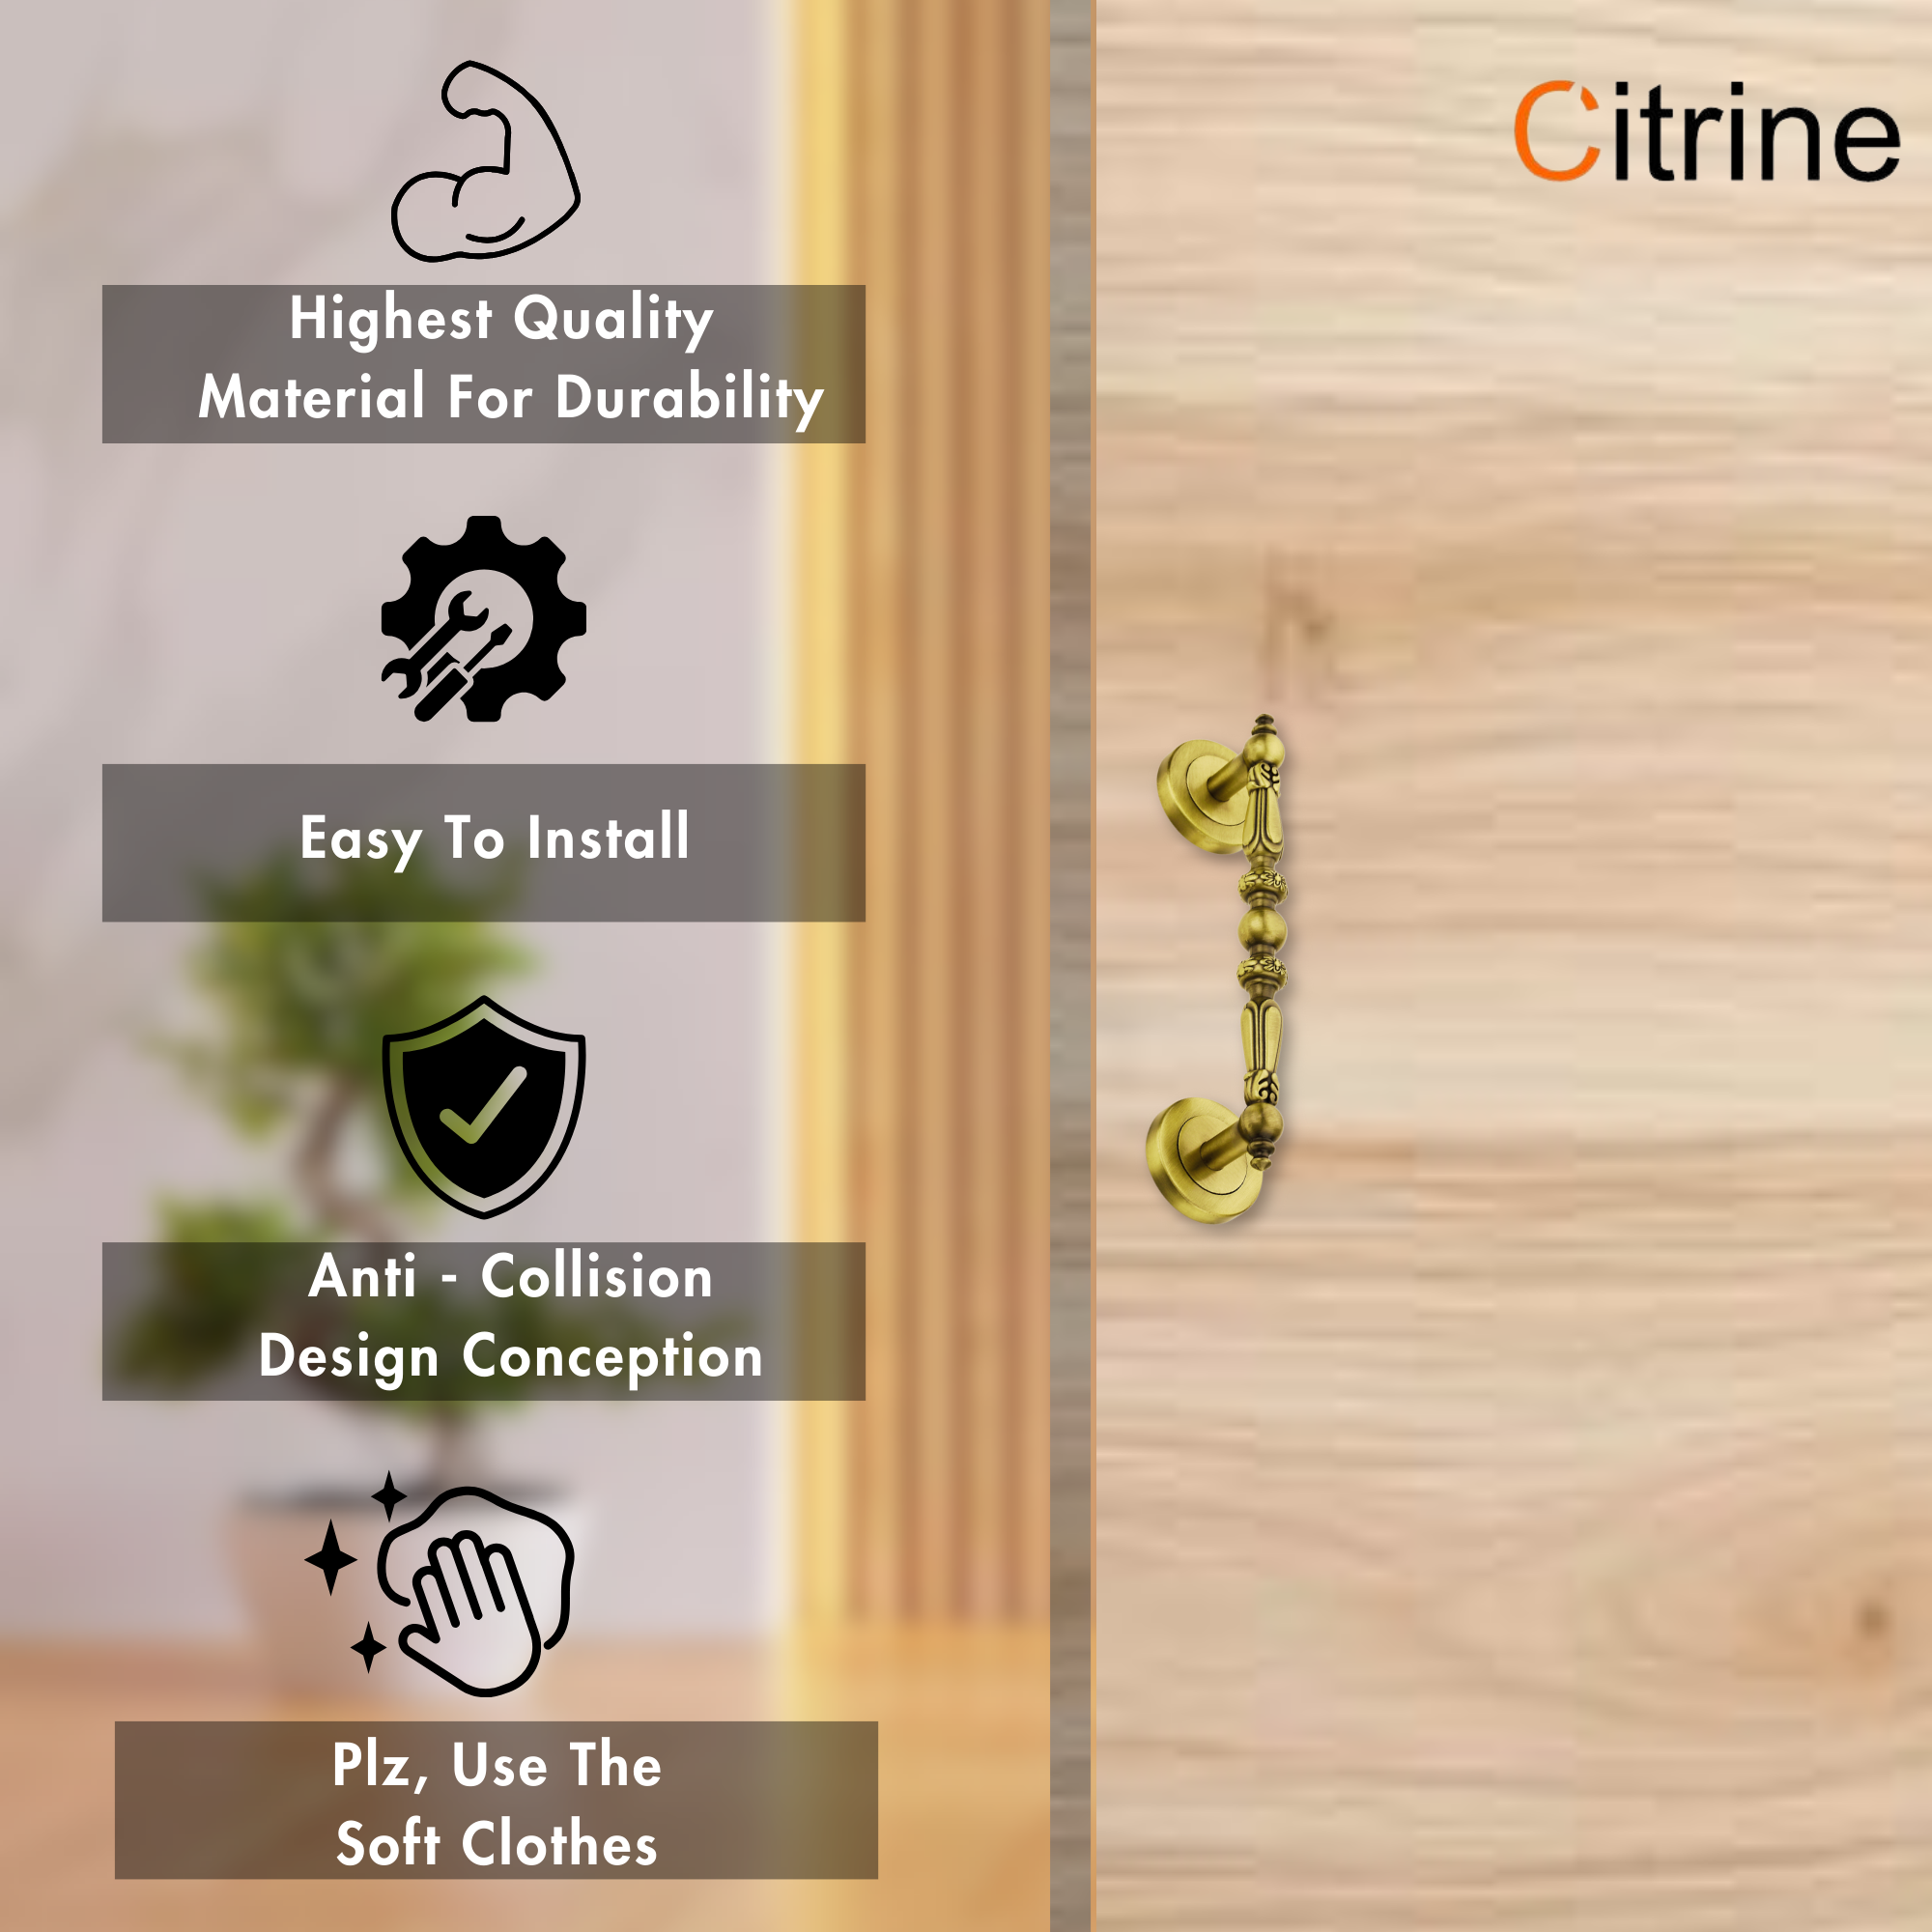 Citrine
Highest Quality
Material For Durability
Easy To Install
Anti - Collision
Design Conception
Plz, Use The
Soft Clothes